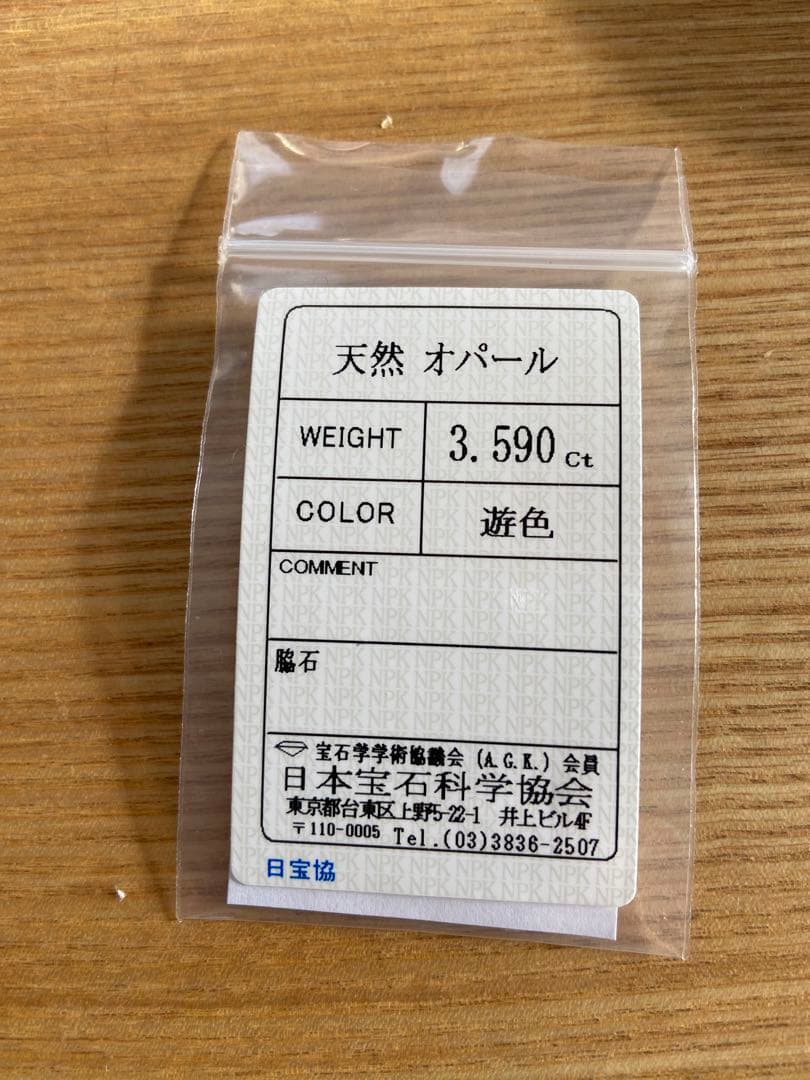 天然 オパール
WEIGHT 3.590 Ct
COLOR 遊色
COMMENT
脇石
宝石学学術協議会 (A.G.K.) 会員
日本宝石科学協会
東京都台東区上野5-22-1 井上ビル4F
〒110-0005 Tel.(03)3836-2507
日宝協